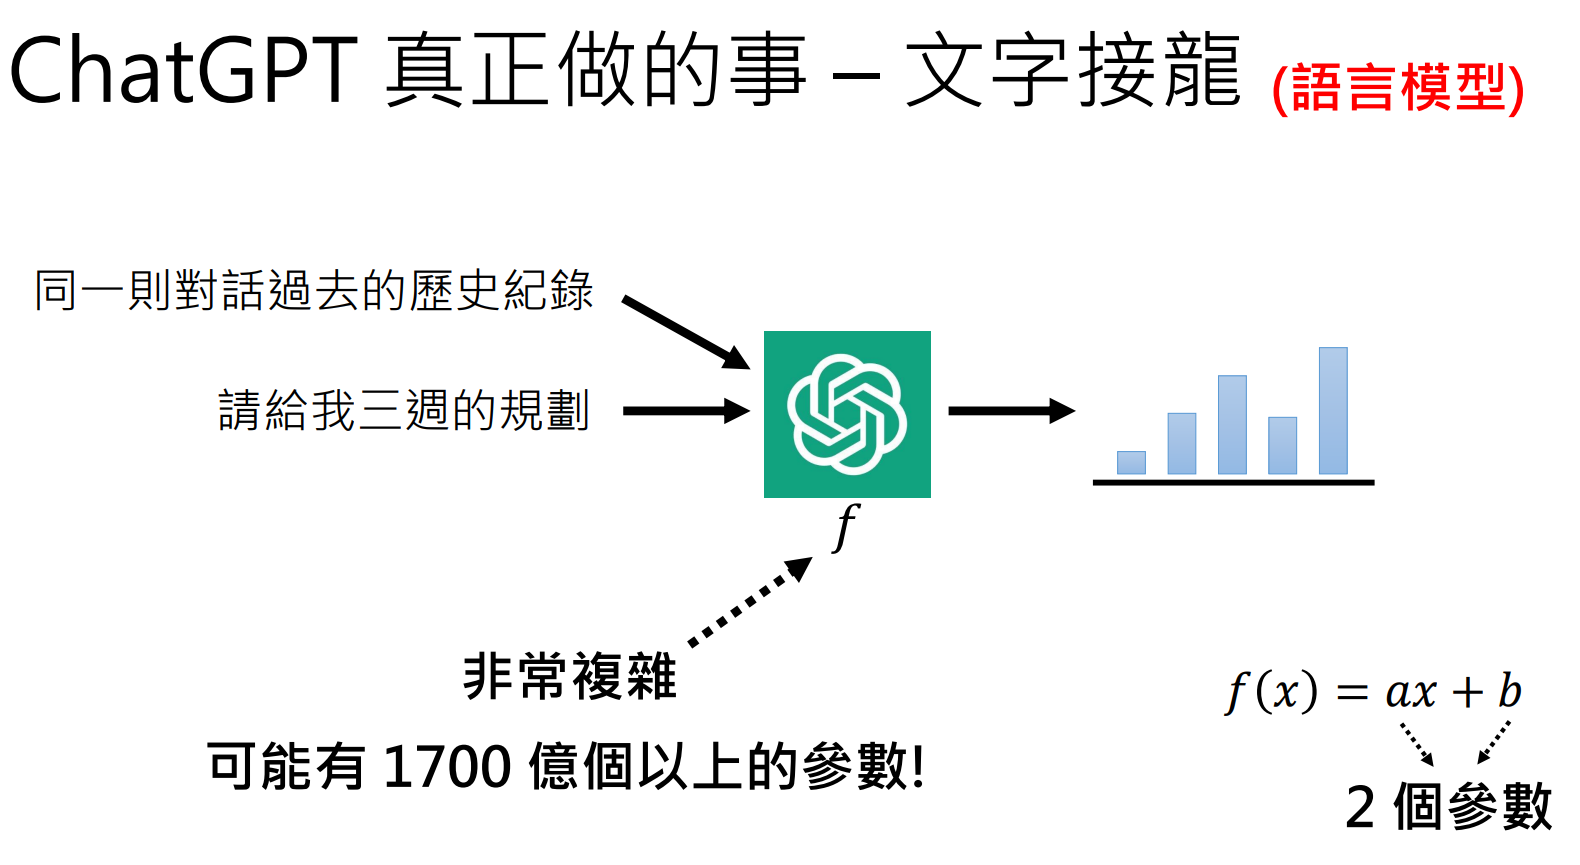 ChatGPT 真正做的事 – 文字接龍 (語言模型)
同一則對話過去的歷史紀錄
請給我三週的規劃
f
非常複雜
可能有 1700 億個以上的參數!
f(x) = ax + b
2 個參數